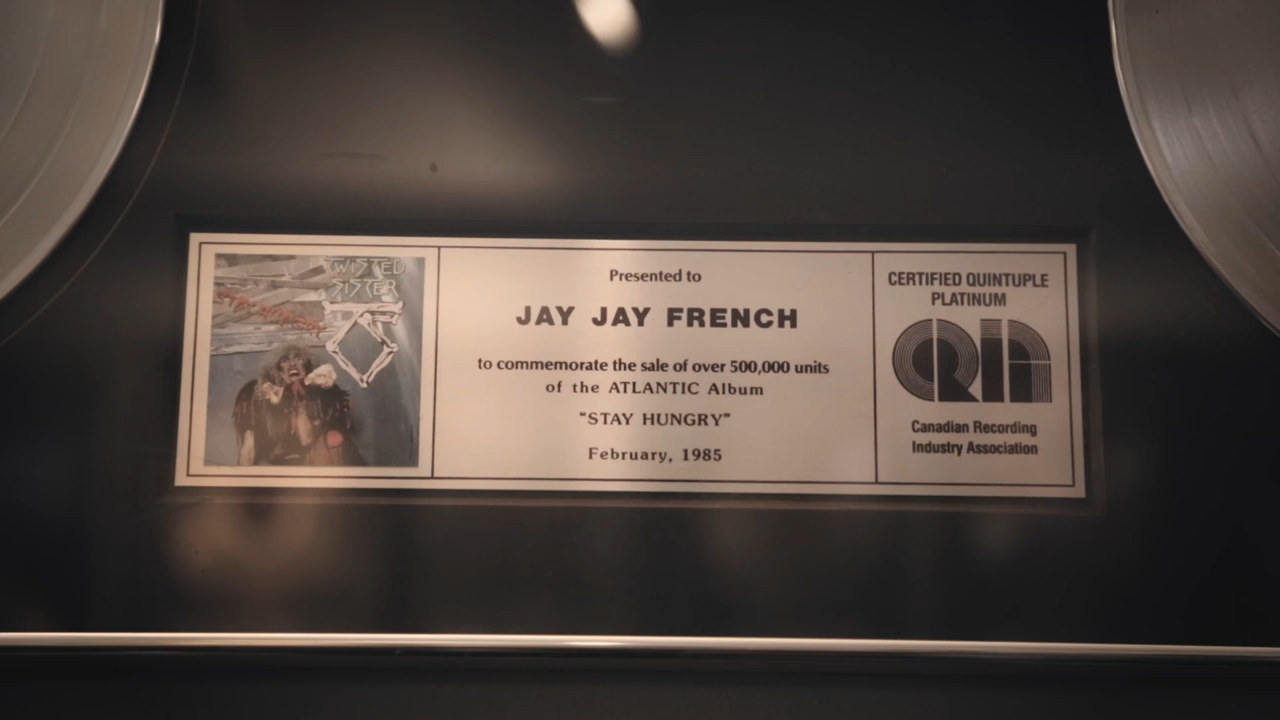 TWISTED
SISTER
STAY HUNGRY
Presented to
JAY JAY FRENCH
to commemorate the sale of over 500,000 units
of the ATLANTIC Album
“STAY HUNGRY”
February, 1985
CERTIFIED QUINTUPLE
PLATINUM
Canadian Recording
Industry Association